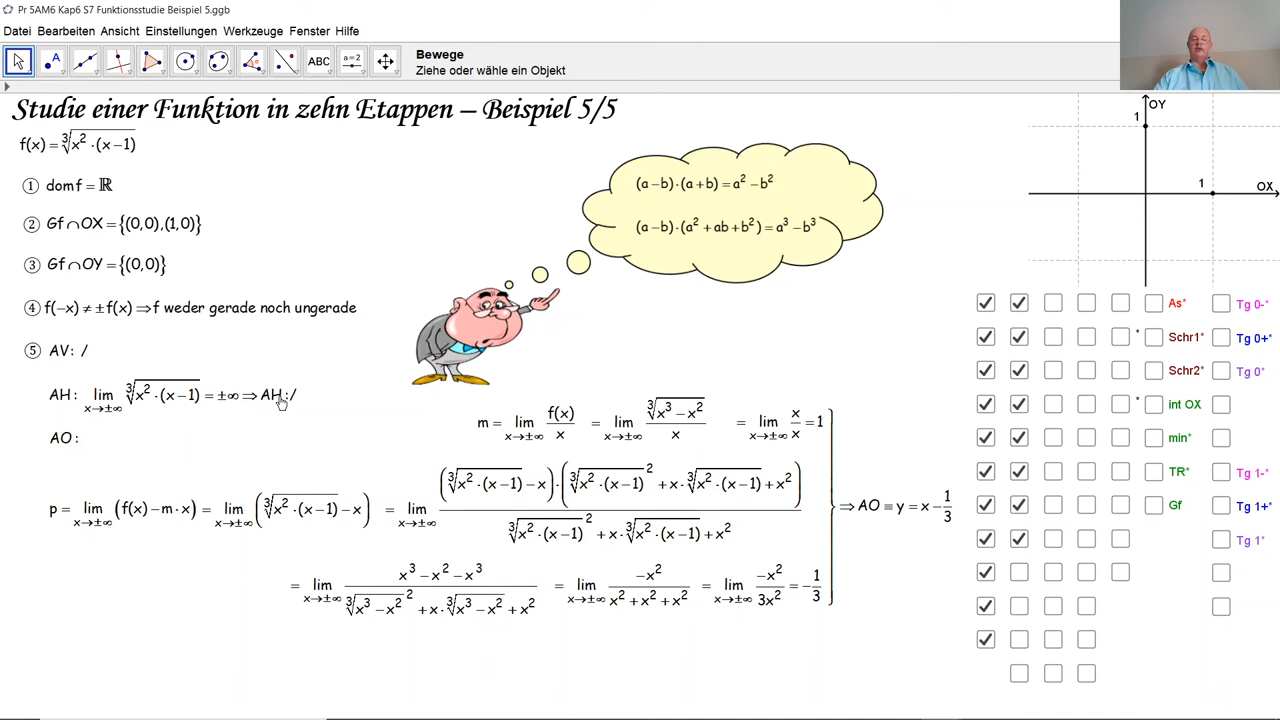 Pr 5AM6 Kap6 S7 Funktionsstudie Beispiel 5.ggb
Datei Bearbeiten Ansicht Einstellungen Werkzeuge Fenster Hilfe
A ABC a=2 Bewege
Ziehe oder wähle ein Objekt
Studie einer Funktion in zehn Etappen – Beispiel 5/5
f(x) = ∛(x²·(x−1))
① dom f = ℝ
② Gf ∩ OX = {(0,0),(1,0)}
③ Gf ∩ OY = {(0,0)}
④ f(−x) ≠ ±f(x) ⇒ f weder gerade noch ungerade
⑤ AV: /
AH: lim x→±∞ ∛(x²·(x−1)) = ±∞ ⇒ AH: /
AO:
(a−b)·(a+b) = a² − b²
(a−b)·(a² + ab + b²) = a³ − b³
m = lim x→±∞ f(x)/x = lim x→±∞ ∛(x³−x²)/x = lim x→±∞ x/x = 1
p = lim x→±∞ (f(x) − m·x) = lim x→±∞ (∛(x²·(x−1)) − x) = lim x→±∞ (∛(x²·(x−1)) − x)·(∛(x²·(x−1))² + x·∛(x²·(x−1)) + x²) / (∛(x²·(x−1))² + x·∛(x²·(x−1)) + x²)
= lim x→±∞ (x³ − x² − x³)/(∛(x³−x²)² + x·∛(x³−x²) + x²) = lim x→±∞ −x²/(x² + x² + x²) = lim x→±∞ −x²/3x² = −1/3
⇒ AO ≡ y = x − 1/3
OY
1
1
OX
As* Tg 0-*
* Schr1* Tg 0+*
Schr2* Tg 0*
* int OX
min*
TR* Tg 1-*
Gf Tg 1+*
Tg 1*